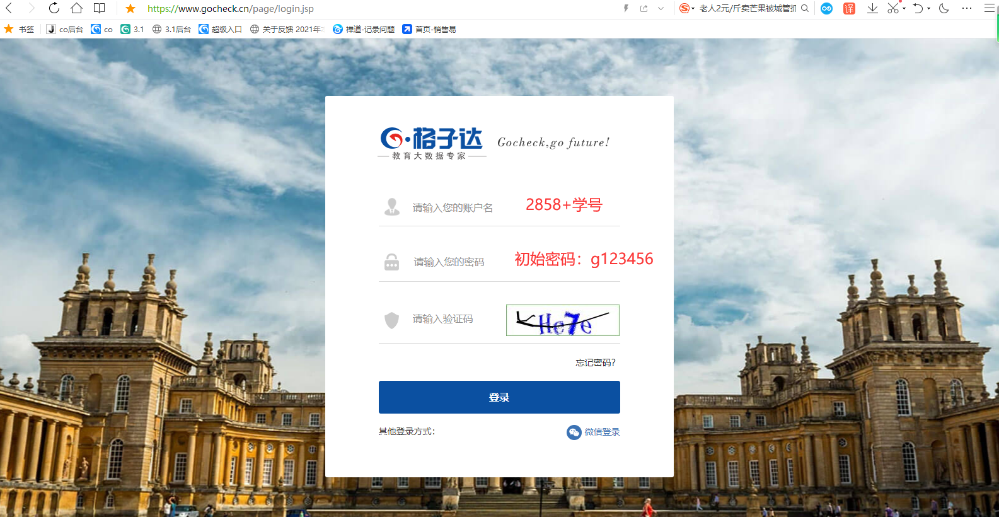 https://www.gocheck.cn/page/login.jsp
老人2元/斤卖芒果被城管抓
译
书签
co后台
co
3.1
3.1后台
超级入口
关于反馈 2021年
禅道-记录问题
首页-销售易
格子达
教育大数据专家
Gocheck,go future!
请输入您的账户名
2858+学号
请输入您的密码
初始密码：g123456
请输入验证码
He7e
忘记密码?
登录
其他登录方式:
微信登录